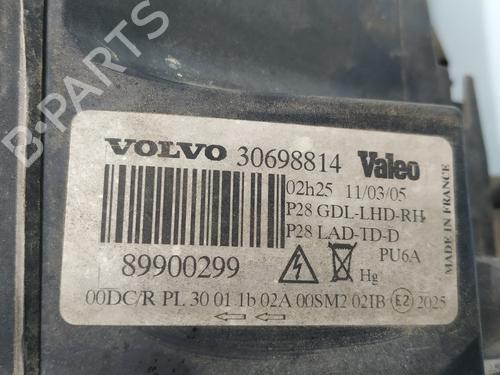 VOLVO 30698814 Valeo
02h25 11/03/05
P28 GDL-LHD-RH
P28 LAD-TD-D
PU6A
89900299
Hg
00DC/R PL 30 01 1b 02A 00SM2 02IB E2 2025
MADE IN FRANCE
B-PARTS